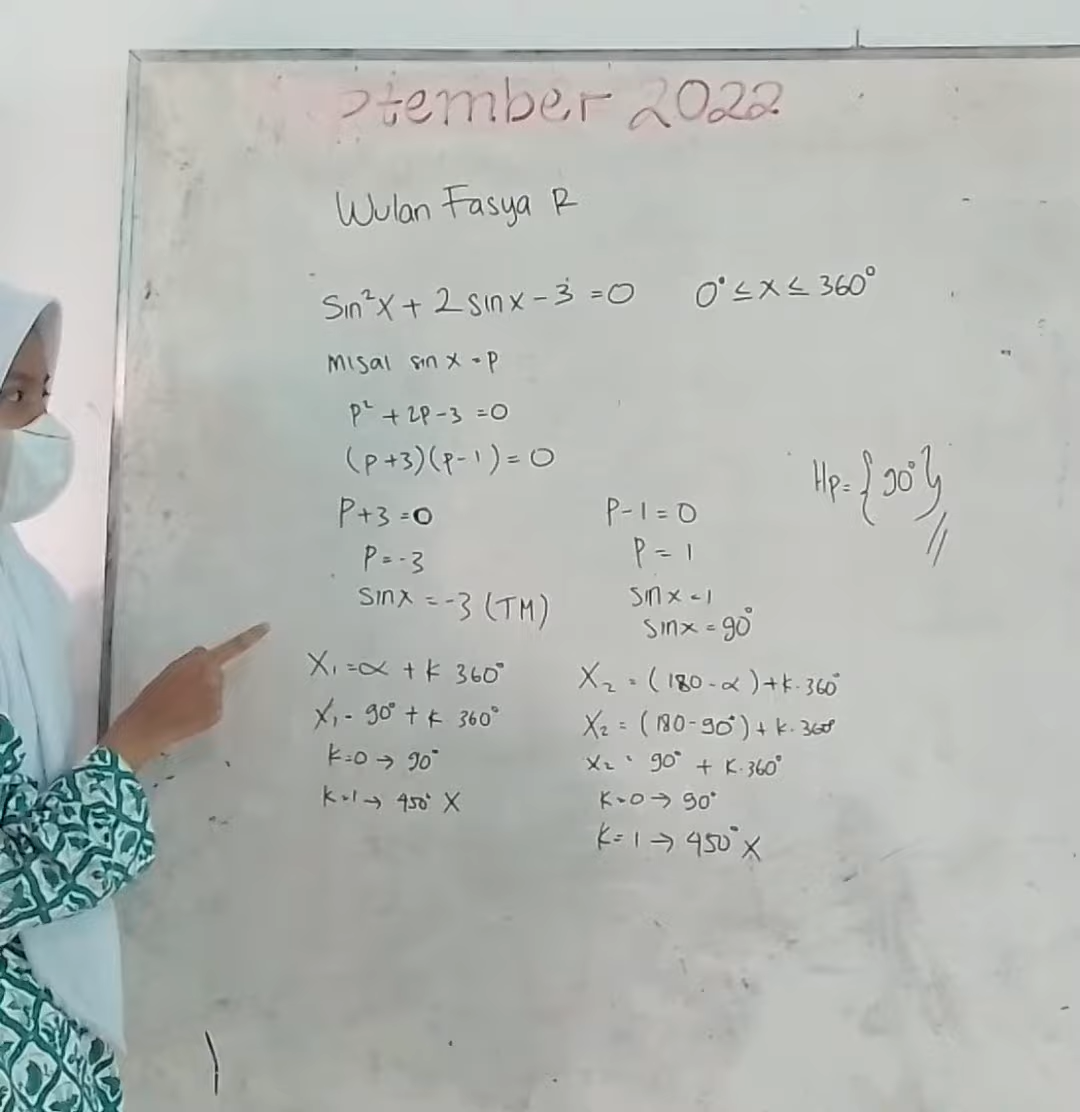 ptember 2022
Wulan Fasya R
Sin²x + 2 sin x - 3 = 0 0° ≤ x ≤ 360°
misal sin x = p
p² + 2p - 3 = 0
(p+3)(p-1) = 0
Hp = {90°}
P+3 = 0 P-1 = 0
P = -3 P = 1
sin x = -3 (TM) sin x = 1
sin x = 90°
X₁ = α + k 360° X₂ = (180 - α) + k. 360°
X₁ = 90° + k 360° X₂ = (180 - 90°) + k. 360°
k=0 → 90° X₂ = 90° + k. 360°
k=1 → 450° X k=0 → 90°
k=1 → 450° X